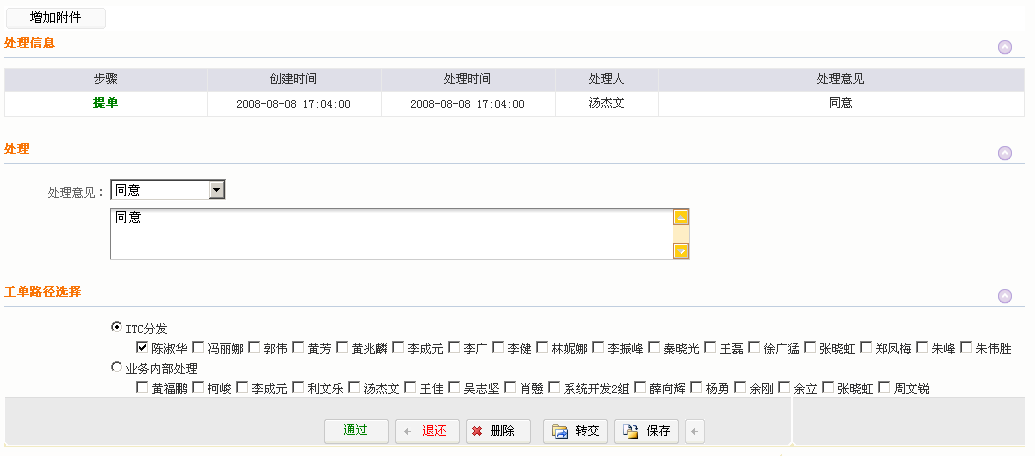 增加附件
处理信息
步骤 创建时间 处理时间 处理人 处理意见
提单 2008-08-08 17:04:00 2008-08-08 17:04:00 汤杰文 同意
处理
处理意见： 同意
同意
工单路径选择
ITC分发
陈淑华 冯丽娜 郭伟 黄芳 黄兆麟 李成元 李广 李健 林妮娜 李振峰 秦晓光 王磊 徐广猛 张晓虹 郑凤梅 朱峰 朱伟胜
业务内部处理
黄福鹏 柯峻 李成元 利文乐 汤杰文 王佳 吴志坚 肖戆 系统开发2组 薛向辉 杨勇 余刚 余立 张晓虹 周文锐
通过 退还 删除 转交 保存